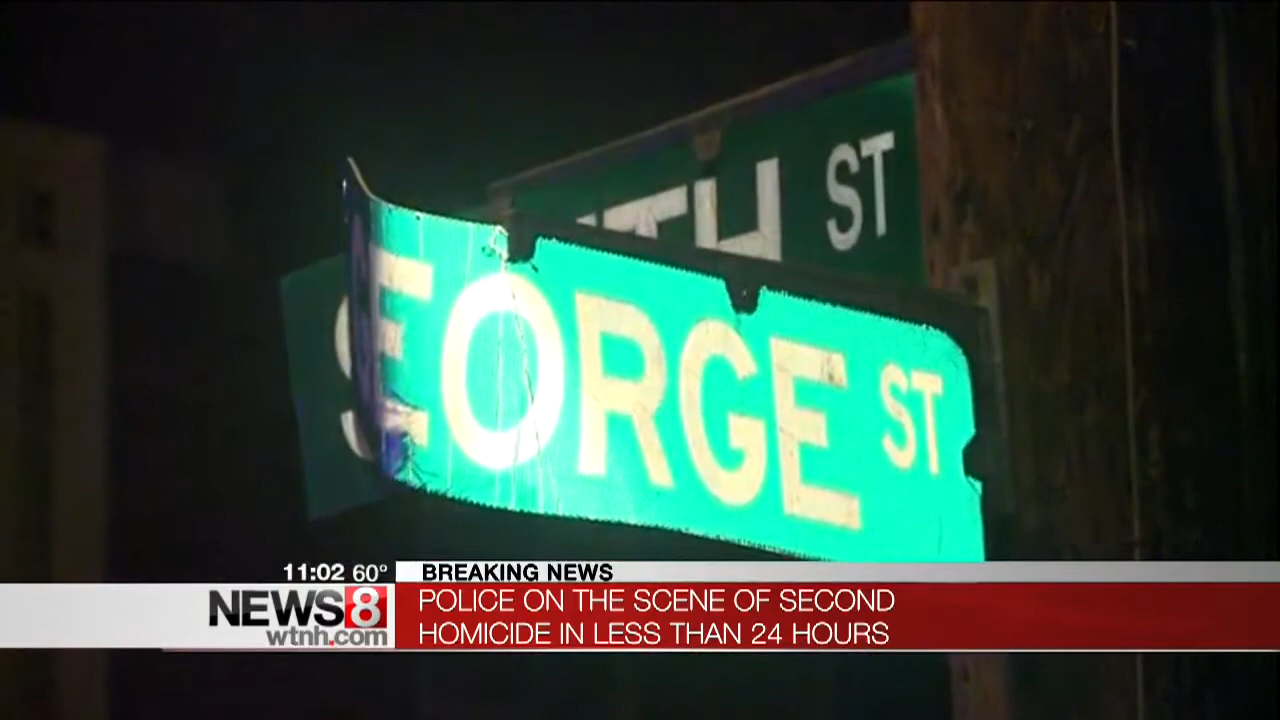 ST
EORGE ST
11:02 60°
BREAKING NEWS
NEWS8
wtnh.com
POLICE ON THE SCENE OF SECOND
HOMICIDE IN LESS THAN 24 HOURS